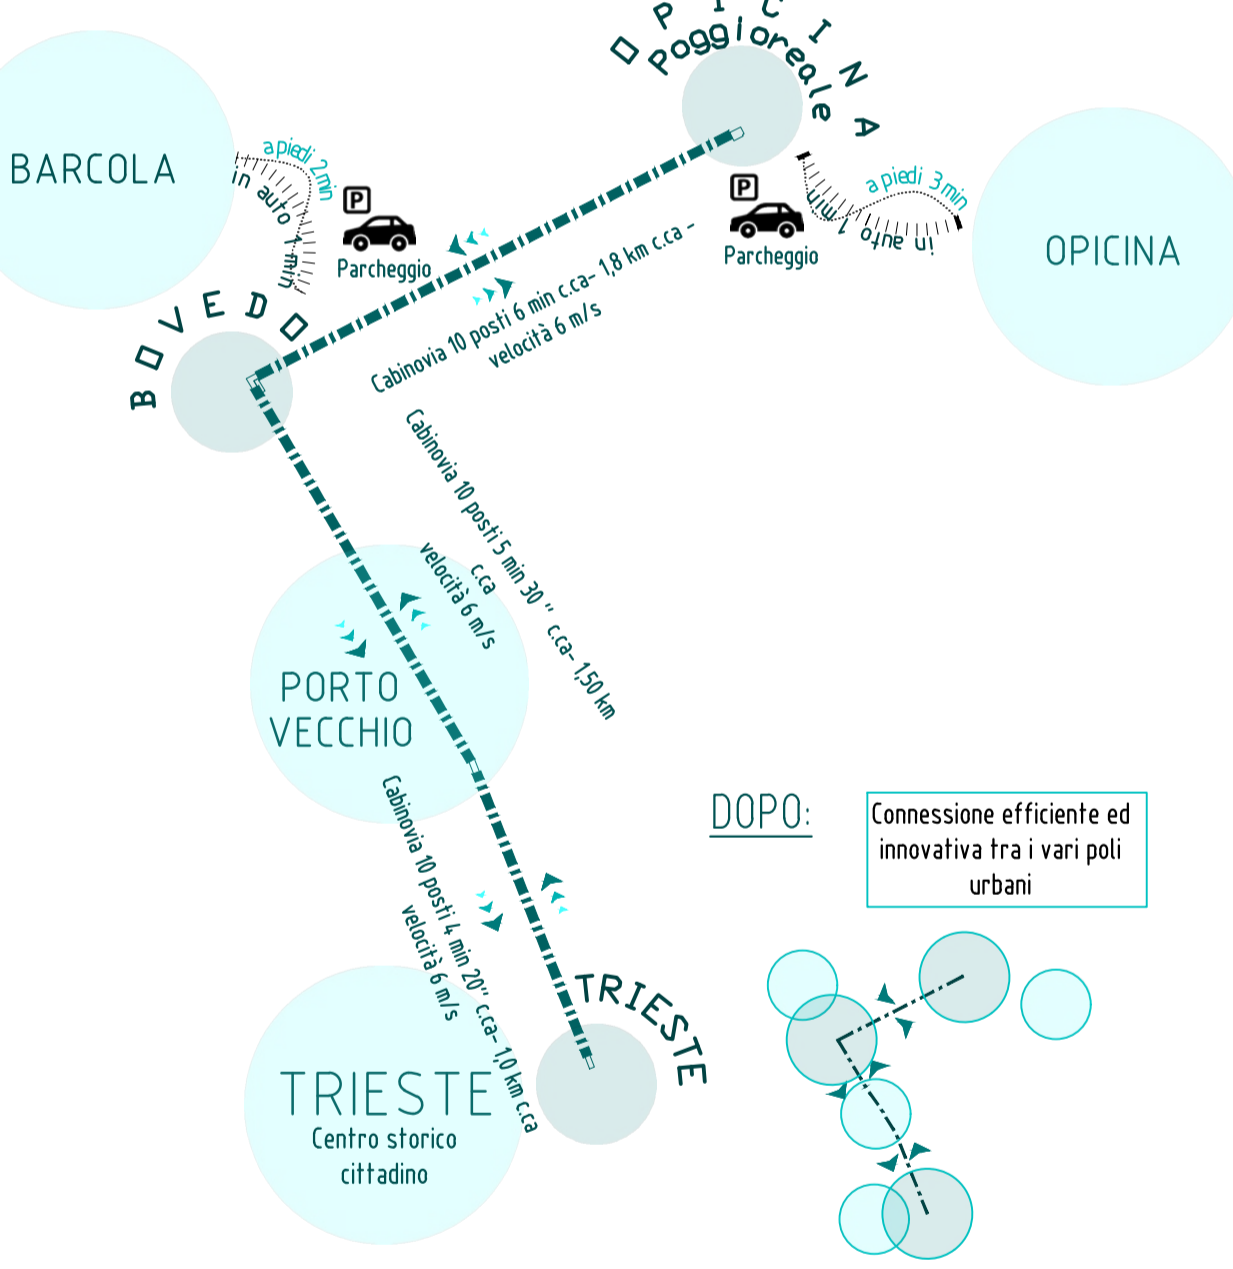 OPICINA
Poggioreale
BARCOLA
a piedi 2 min
in auto 1 min
P
Parcheggio
P
Parcheggio
a piedi 3 min
in auto 1 min
OPICINA
BOVEDO
Cabinovia 10 posti 6 min c.ca- 1,8 km c.ca -
velocità 6 m/s
Cabinovia 10 posti 5 min 30 '' c.ca- 1,50 km
c.ca
velocità 6 m/s
PORTO
VECCHIO
Cabinovia 10 posti 4 min 20'' c.ca- 1,0 km c.ca
velocità 6 m/s
TRIESTE
TRIESTE
Centro storico
cittadino
DOPO:
Connessione efficiente ed
innovativa tra i vari poli
urbani